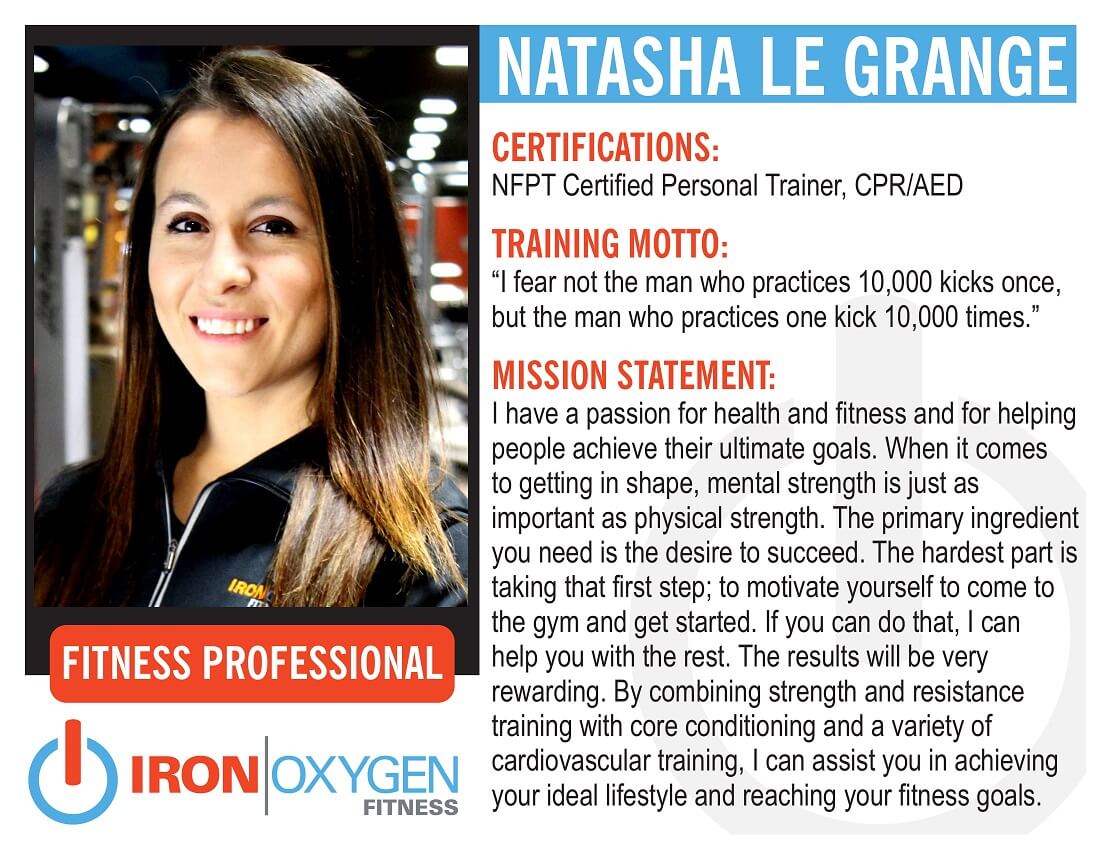 NATASHA LE GRANGE
CERTIFICATIONS:
NFPT Certified Personal Trainer, CPR/AED
TRAINING MOTTO:
“I fear not the man who practices 10,000 kicks once,
but the man who practices one kick 10,000 times.”
MISSION STATEMENT:
I have a passion for health and fitness and for helping
people achieve their ultimate goals. When it comes
to getting in shape, mental strength is just as
important as physical strength. The primary ingredient
you need is the desire to succeed. The hardest part is
taking that first step; to motivate yourself to come to
the gym and get started. If you can do that, I can
help you with the rest. The results will be very
rewarding. By combining strength and resistance
training with core conditioning and a variety of
cardiovascular training, I can assist you in achieving
your ideal lifestyle and reaching your fitness goals.
IRON
FITNESS PROFESSIONAL
IRON OXYGEN
FITNESS